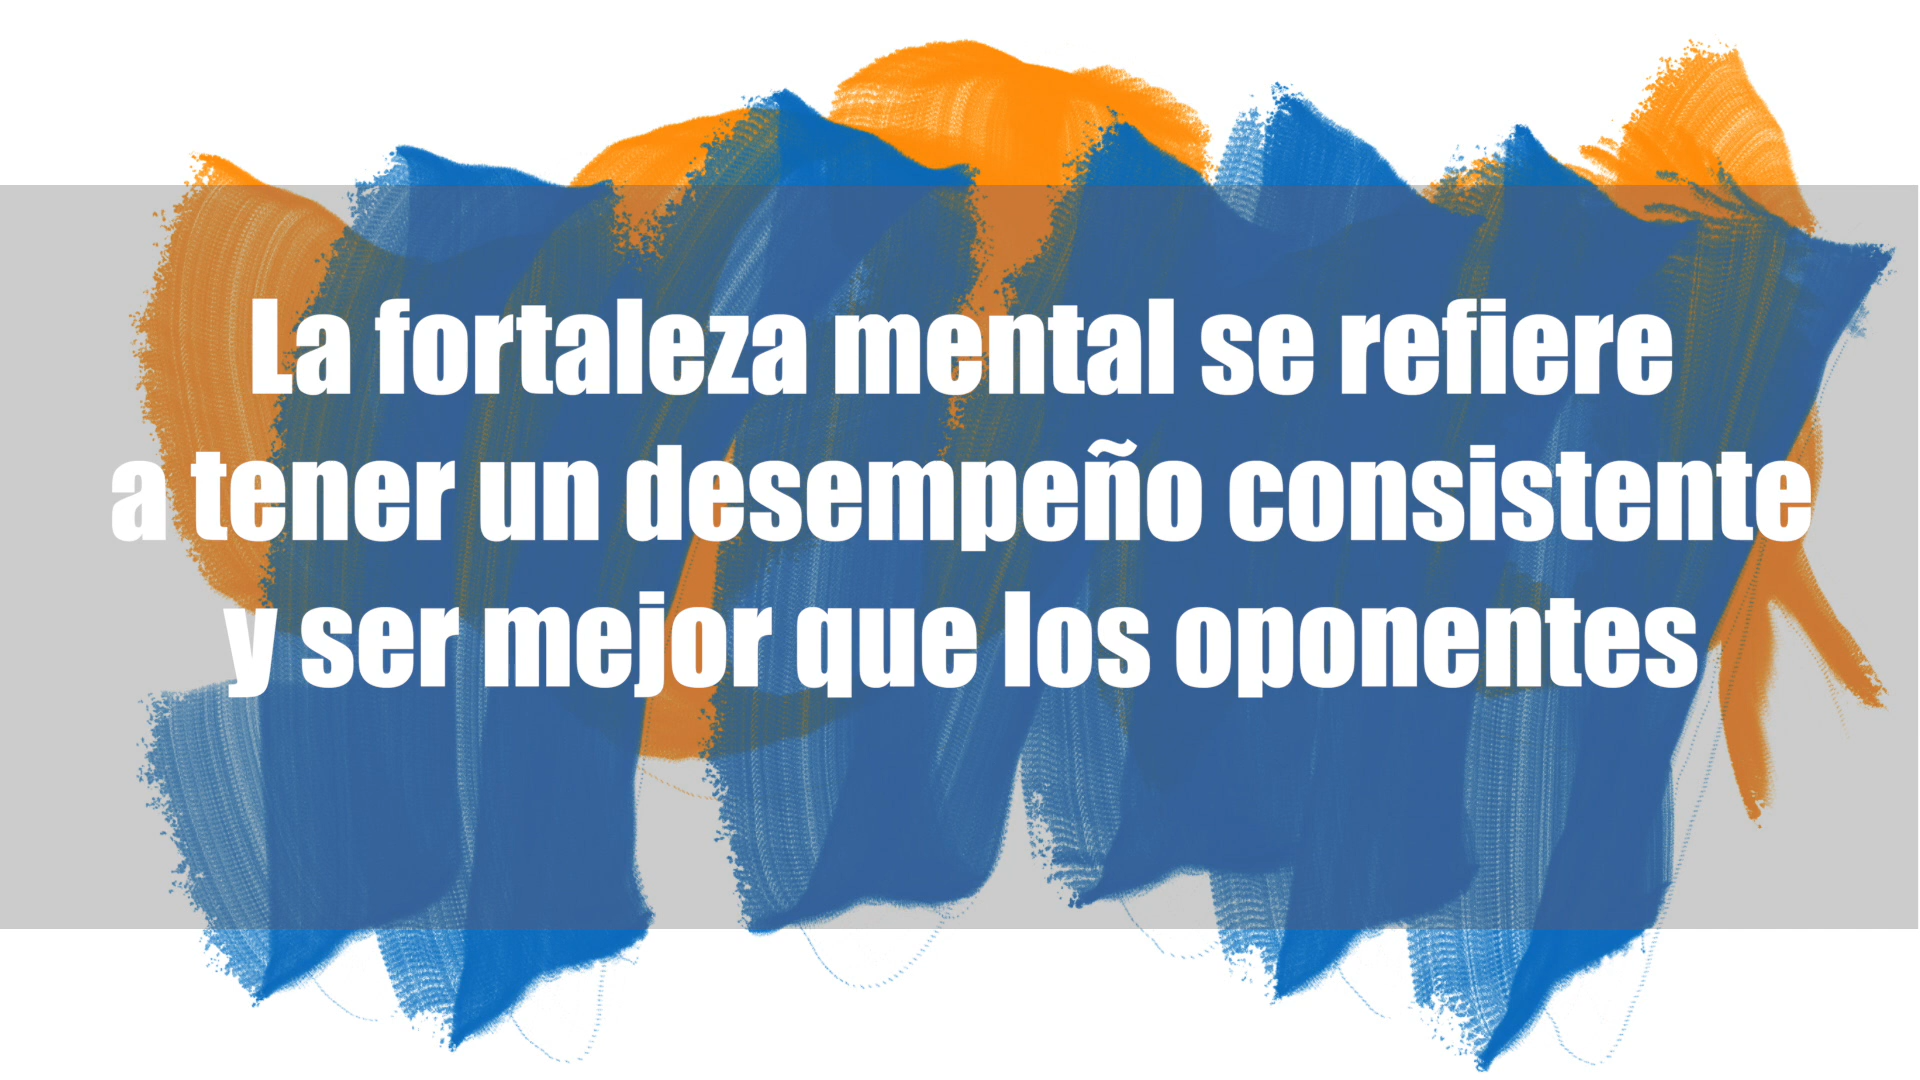 La fortaleza mental se refiere
a tener un desempeño consistente
y ser mejor que los oponentes